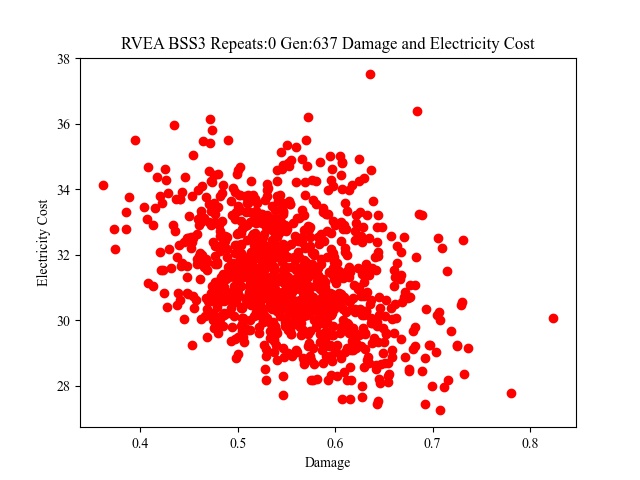 RVEA BSS3 Repeats:0 Gen:637 Damage and Electricity Cost
38
36
34
32
30
28
Electricity Cost
0.4 0.5 0.6 0.7 0.8
Damage